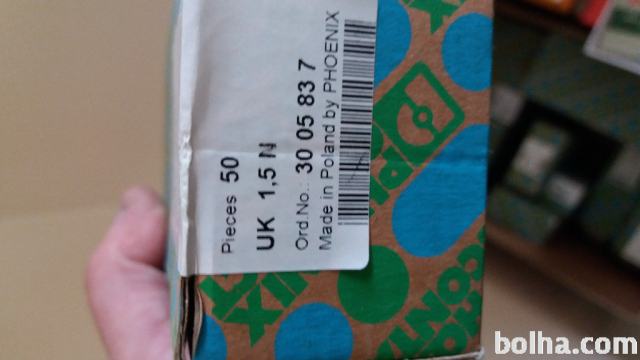 Pieces 50
UK 1,5 N
Ord No.: 30 05 83 7
Made in Poland by PHOENIX
bolha.com